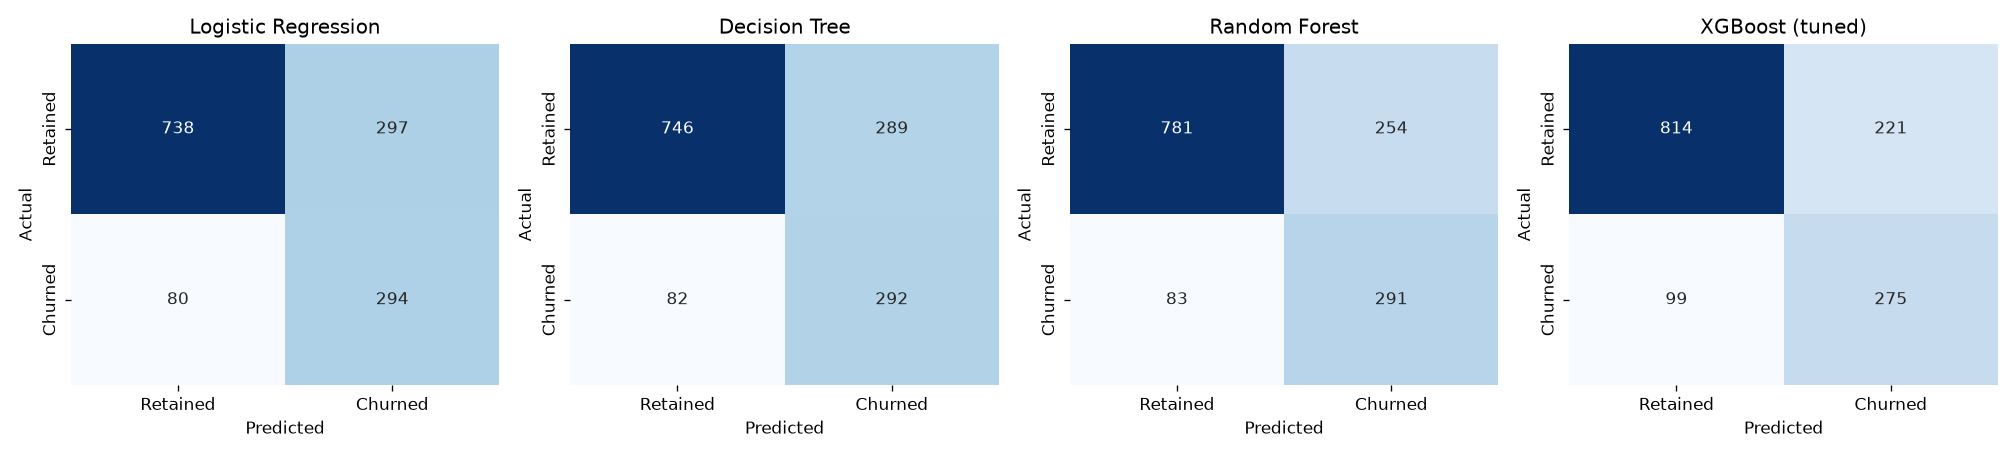 Logistic Regression
Retained
738
297
Actual
Churned
80
294
Retained
Churned
Predicted
Decision Tree
Retained
746
289
Actual
Churned
82
292
Retained
Churned
Predicted
Random Forest
Retained
781
254
Actual
Churned
83
291
Retained
Churned
Predicted
XGBoost (tuned)
Retained
814
221
Actual
Churned
99
275
Retained
Churned
Predicted